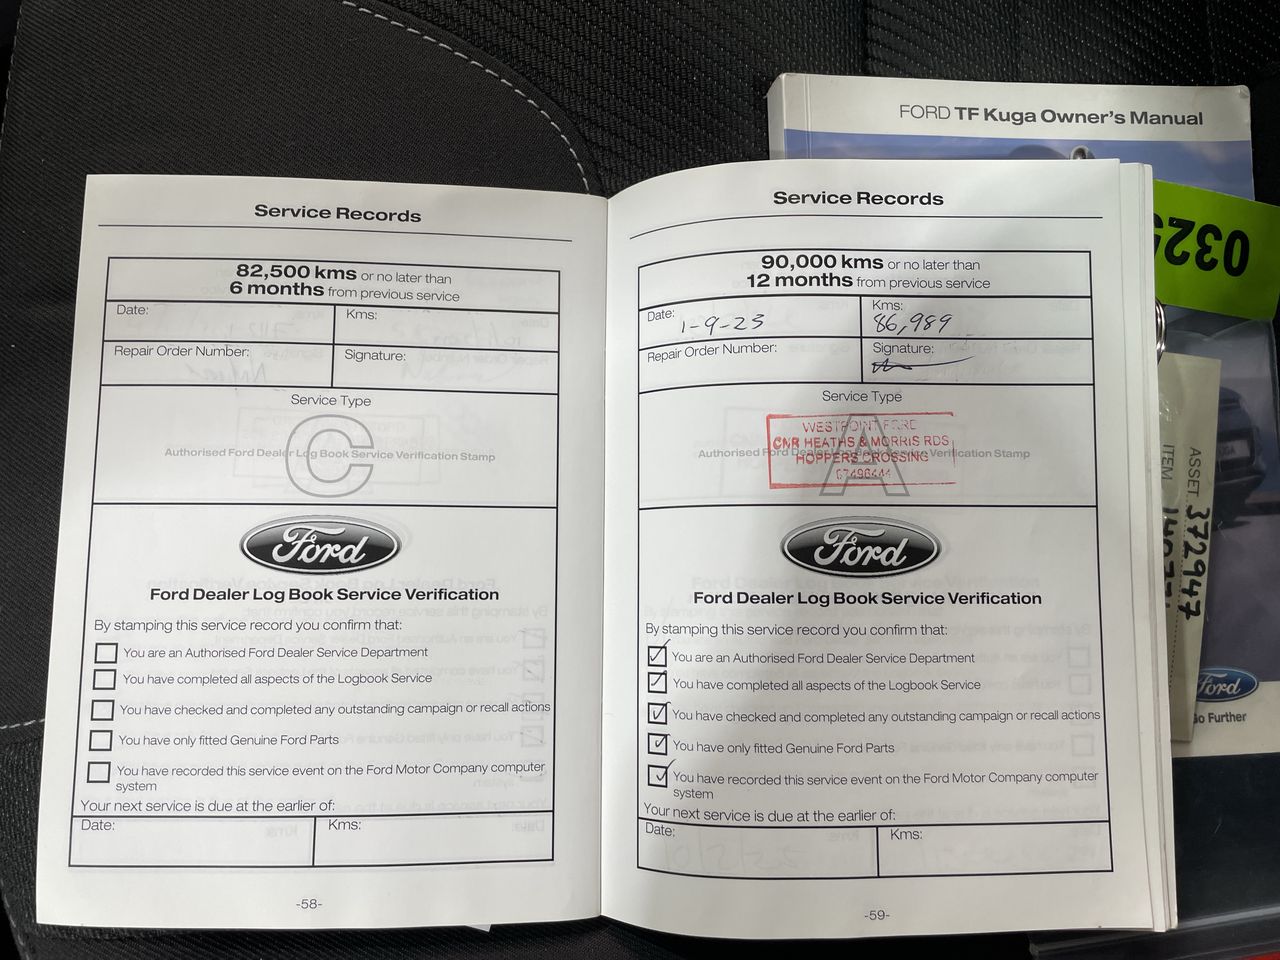 FORD TF Kuga Owner's Manual
Service Records
82,500 kms or no later than
6 months from previous service
Date:
Kms:
Repair Order Number:
Signature:
Service Type
C
Authorised Ford Dealer Log Book Service Verification Stamp
Ford
Ford Dealer Log Book Service Verification
By stamping this service record you confirm that:
You are an Authorised Ford Dealer Service Department
You have completed all aspects of the Logbook Service
You have checked and completed any outstanding campaign or recall actions
You have only fitted Genuine Ford Parts
You have recorded this service event on the Ford Motor Company computer
system
Your next service is due at the earlier of:
Date:
Kms:
-58-
Service Records
90,000 kms or no later than
12 months from previous service
Date: 1-9-23
Kms:
86,989
Repair Order Number:
Signature:
Service Type
A
Authorised Ford Dealer Log Book Service Verification Stamp
WESTPOINT FORD
CNR HEATHS & MORRIS RDS
HOPPERS CROSSING
Ford
Ford Dealer Log Book Service Verification
By stamping this service record you confirm that:
You are an Authorised Ford Dealer Service Department
You have completed all aspects of the Logbook Service
You have checked and completed any outstanding campaign or recall actions
You have only fitted Genuine Ford Parts
You have recorded this service event on the Ford Motor Company computer
system
Your next service is due at the earlier of:
Date:
Kms:
-59-
ASSET 372947
ITEM
Ford
Go Further